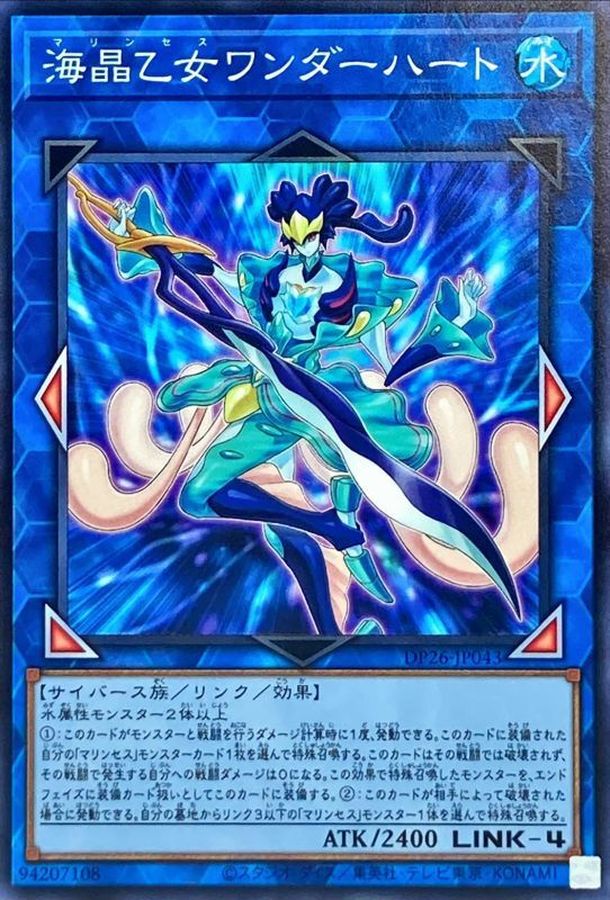 マリンセス
海晶乙女ワンダーハート
水
DP26-JP043
【サイバース族／リンク／効果】
水属性モンスター2体以上
①：このカードがモンスターと戦闘を行うダメージ計算時に1度、発動できる。このカードに装備された
自分の「マリンセス」モンスターカード1枚を選んで特殊召喚する。このカードはその戦闘では破壊されず、
その戦闘で発生する自分への戦闘ダメージは0になる。この効果で特殊召喚したモンスターを、エンド
フェイズに装備カード扱いとしてこのカードに装備する。②：このカードが相手によって破壊された
場合に発動できる。自分の墓地からリンク3以下の「マリンセス」モンスター1体を選んで特殊召喚する。
ATK/2400 LINK-4
94207108
©スタジオ・ダイス／集英社・テレビ東京・KONAMI